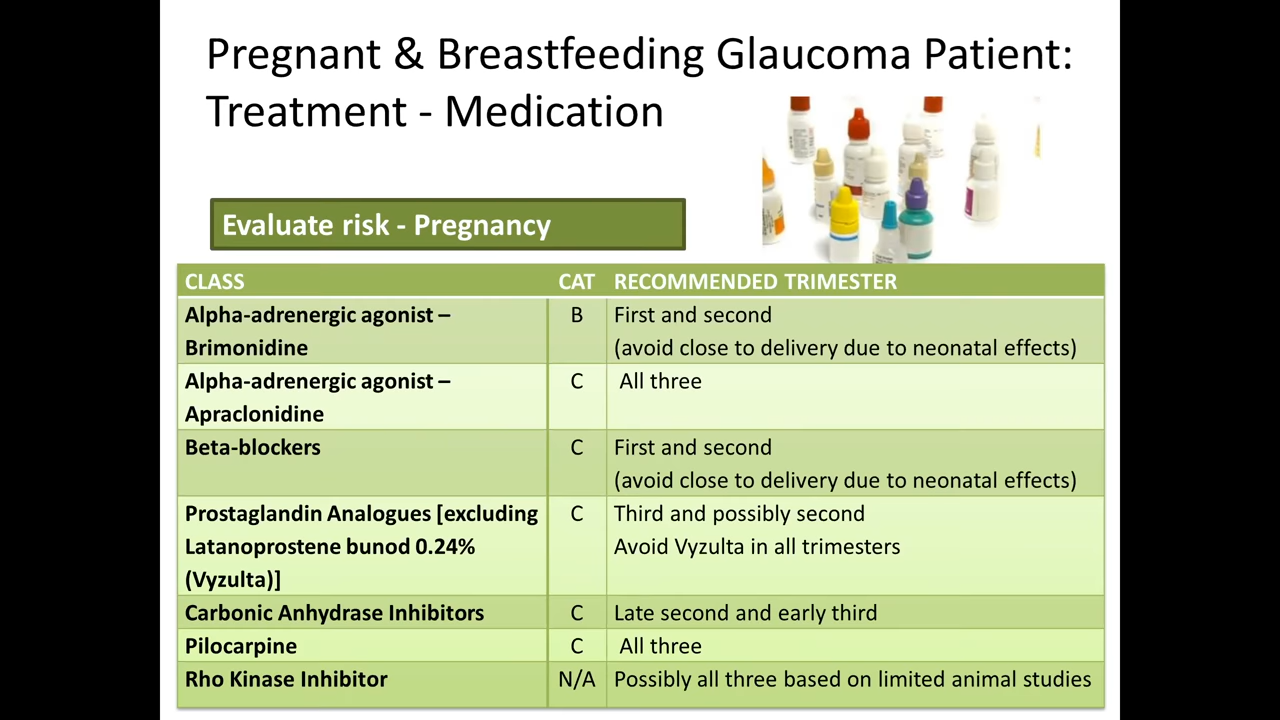 Pregnant & Breastfeeding Glaucoma Patient:
Treatment - Medication
Evaluate risk - Pregnancy
CLASS CAT RECOMMENDED TRIMESTER
Alpha-adrenergic agonist – B First and second
Brimonidine (avoid close to delivery due to neonatal effects)
Alpha-adrenergic agonist – C All three
Apraclonidine
Beta-blockers C First and second
(avoid close to delivery due to neonatal effects)
Prostaglandin Analogues [excluding C Third and possibly second
Latanoprostene bunod 0.24% Avoid Vyzulta in all trimesters
(Vyzulta)]
Carbonic Anhydrase Inhibitors C Late second and early third
Pilocarpine C All three
Rho Kinase Inhibitor N/A Possibly all three based on limited animal studies